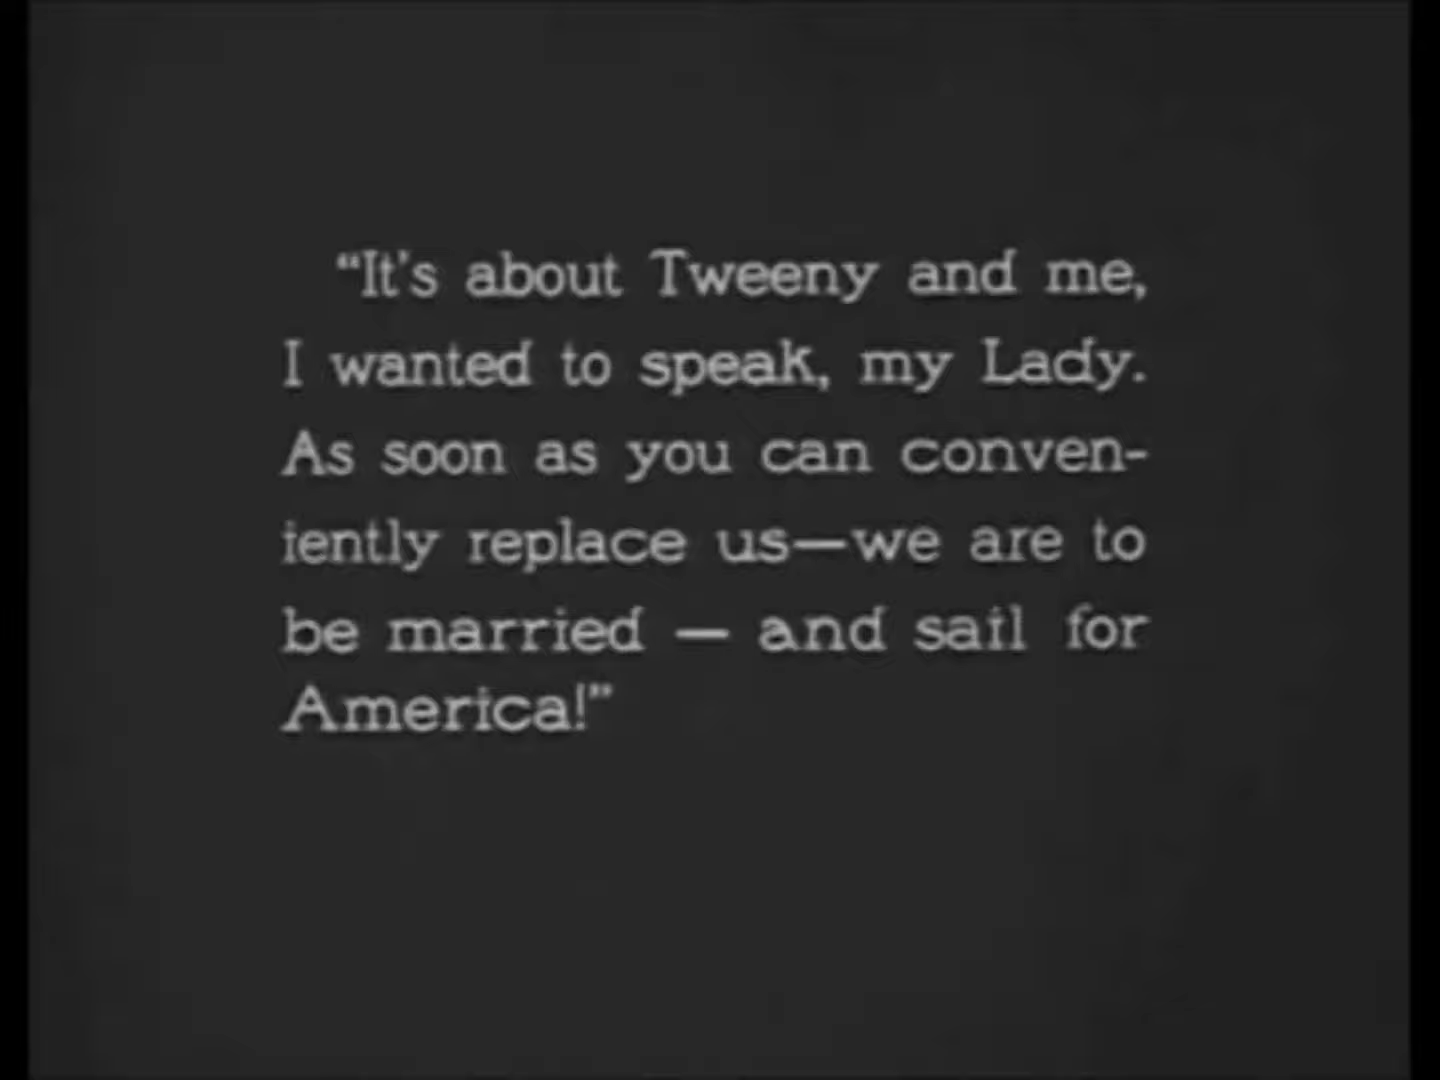 “It's about Tweeny and me,
I wanted to speak, my Lady.
As soon as you can conven-
iently replace us—we are to
be married — and sail for
America!”